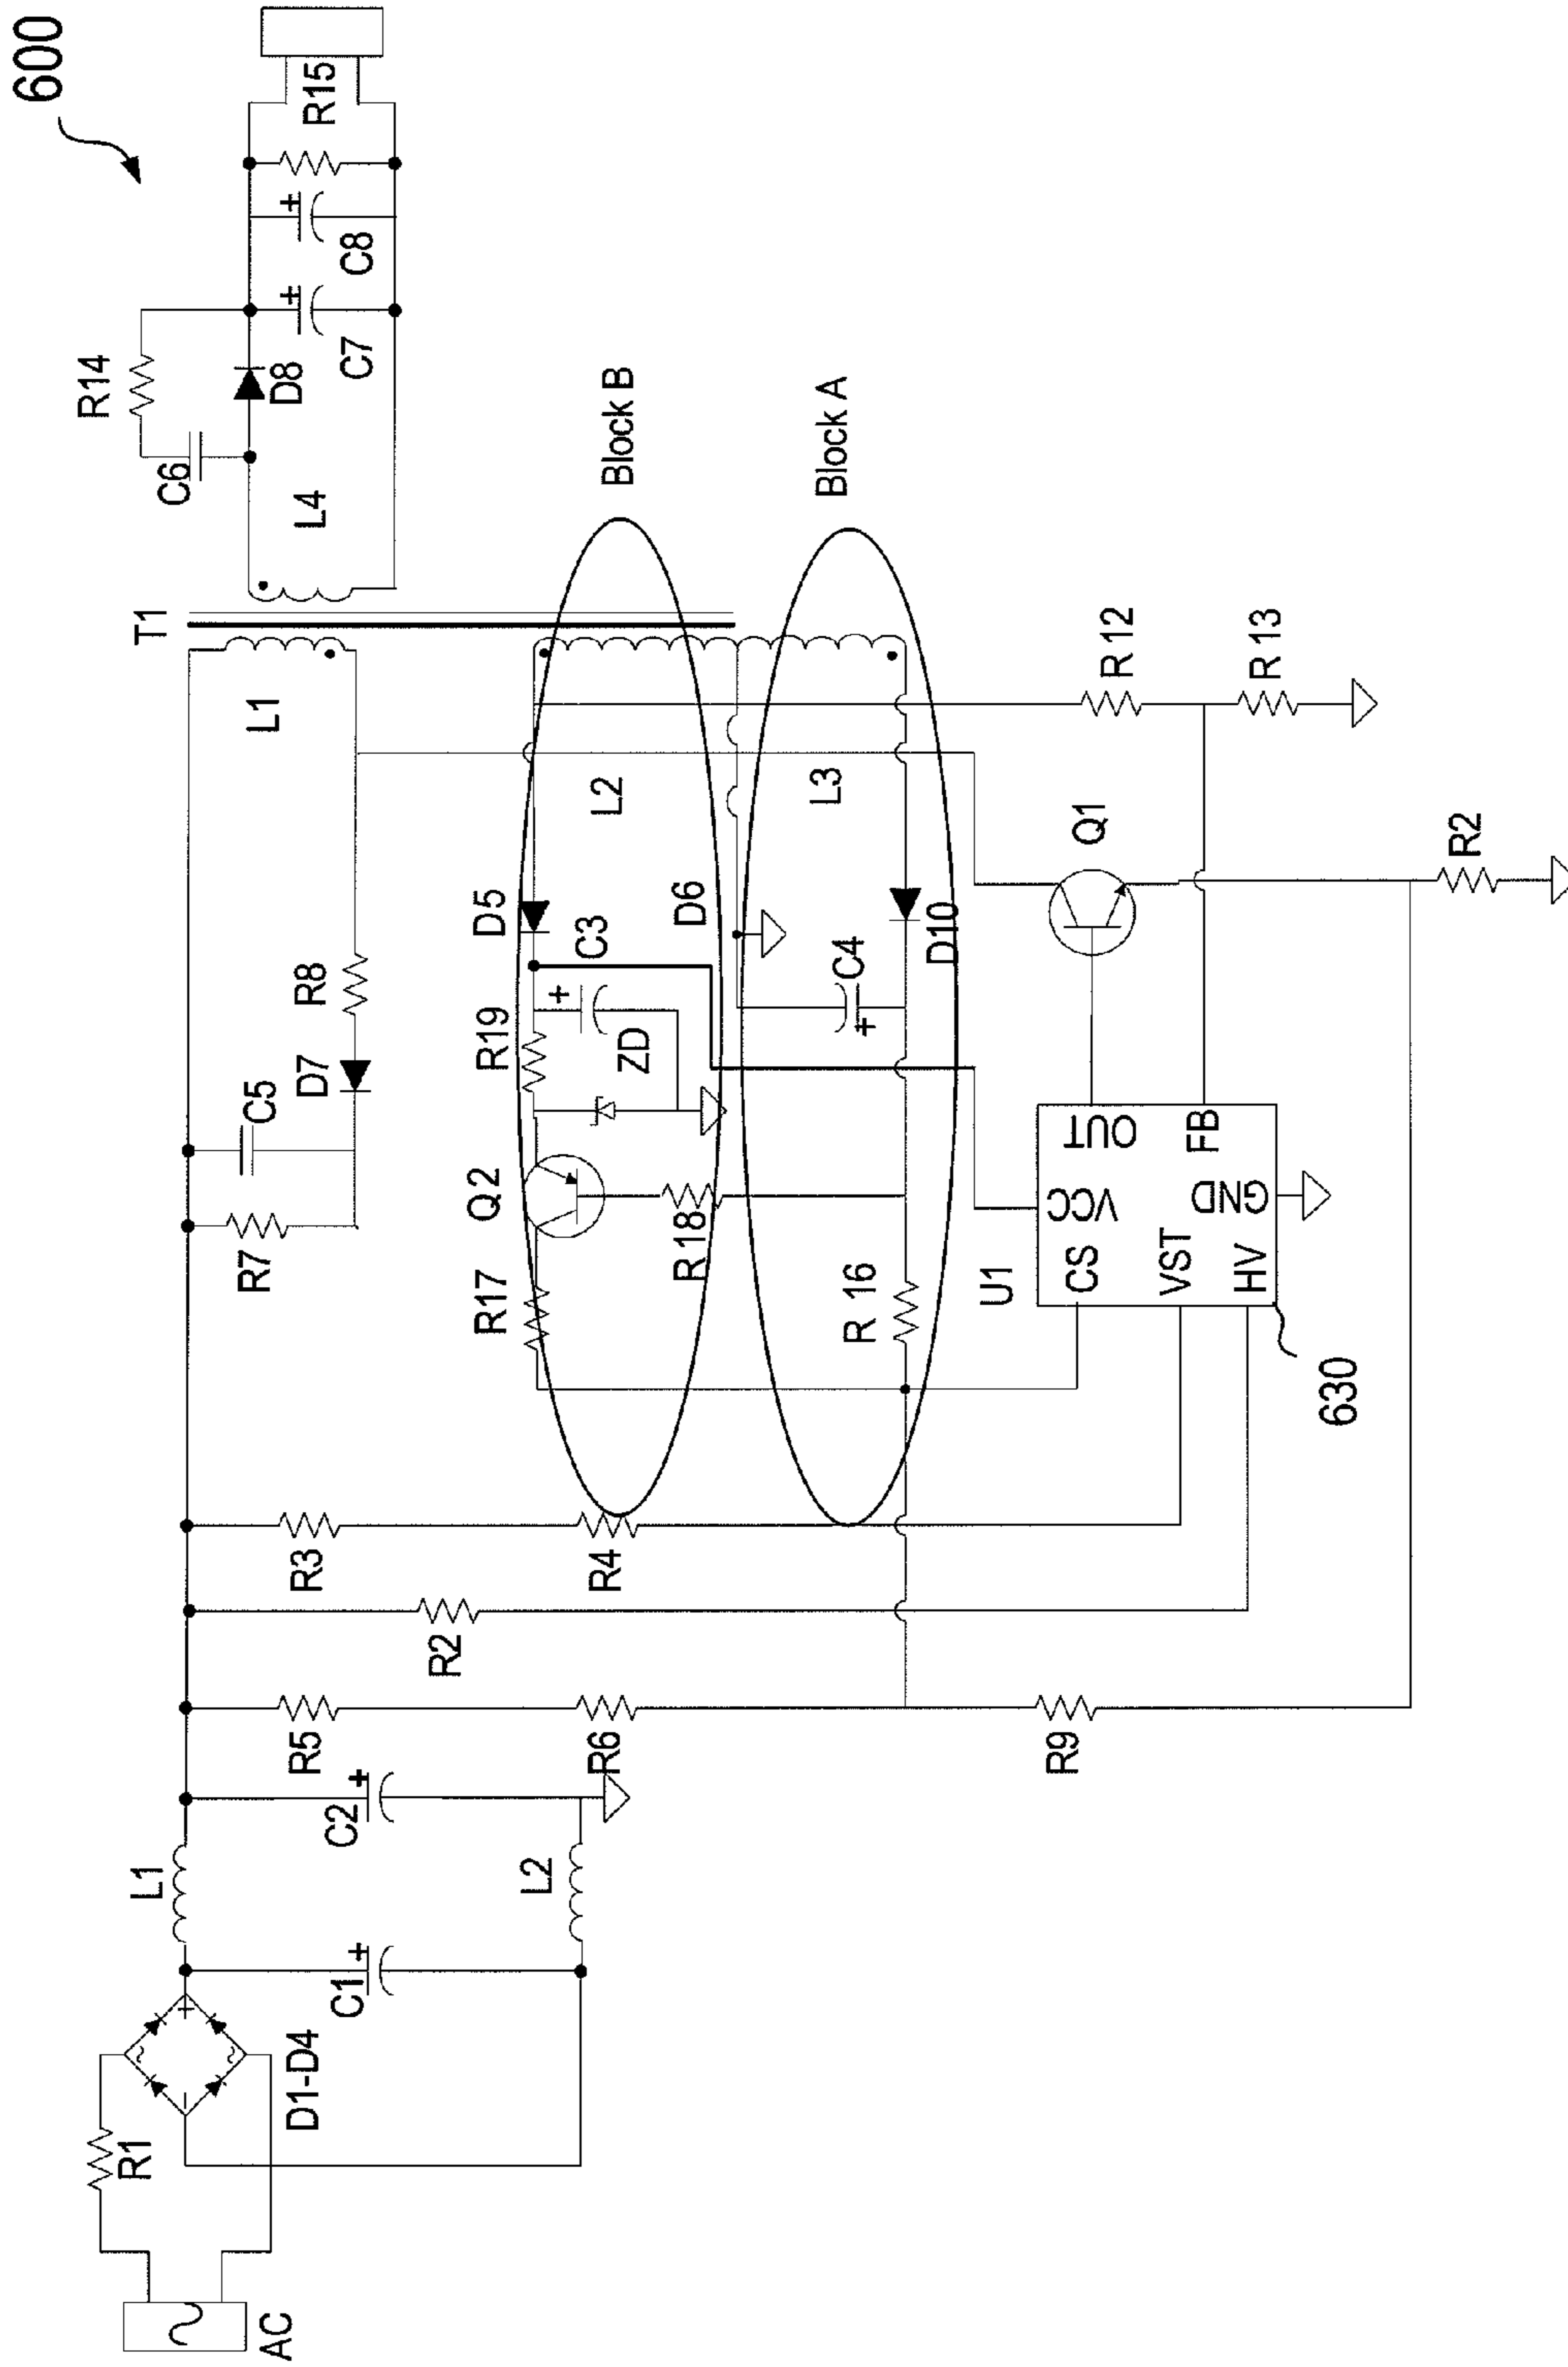 600
AC
R1
D1-D4
C1
L1
L2
C2
R5
R6
R9
R2
R3
R4
R7
C5
D7
R8
L1
T1
L4
C6
R14
D8
C7
C8
R15
Block B
R17
Q2
R19
D5
C3
ZD
R18
D6
L2
Block A
R 16
C4
D10
L3
U1
CS
VCC
OUT
VST
GND
FB
HV
630
Q1
R12
R13
R2